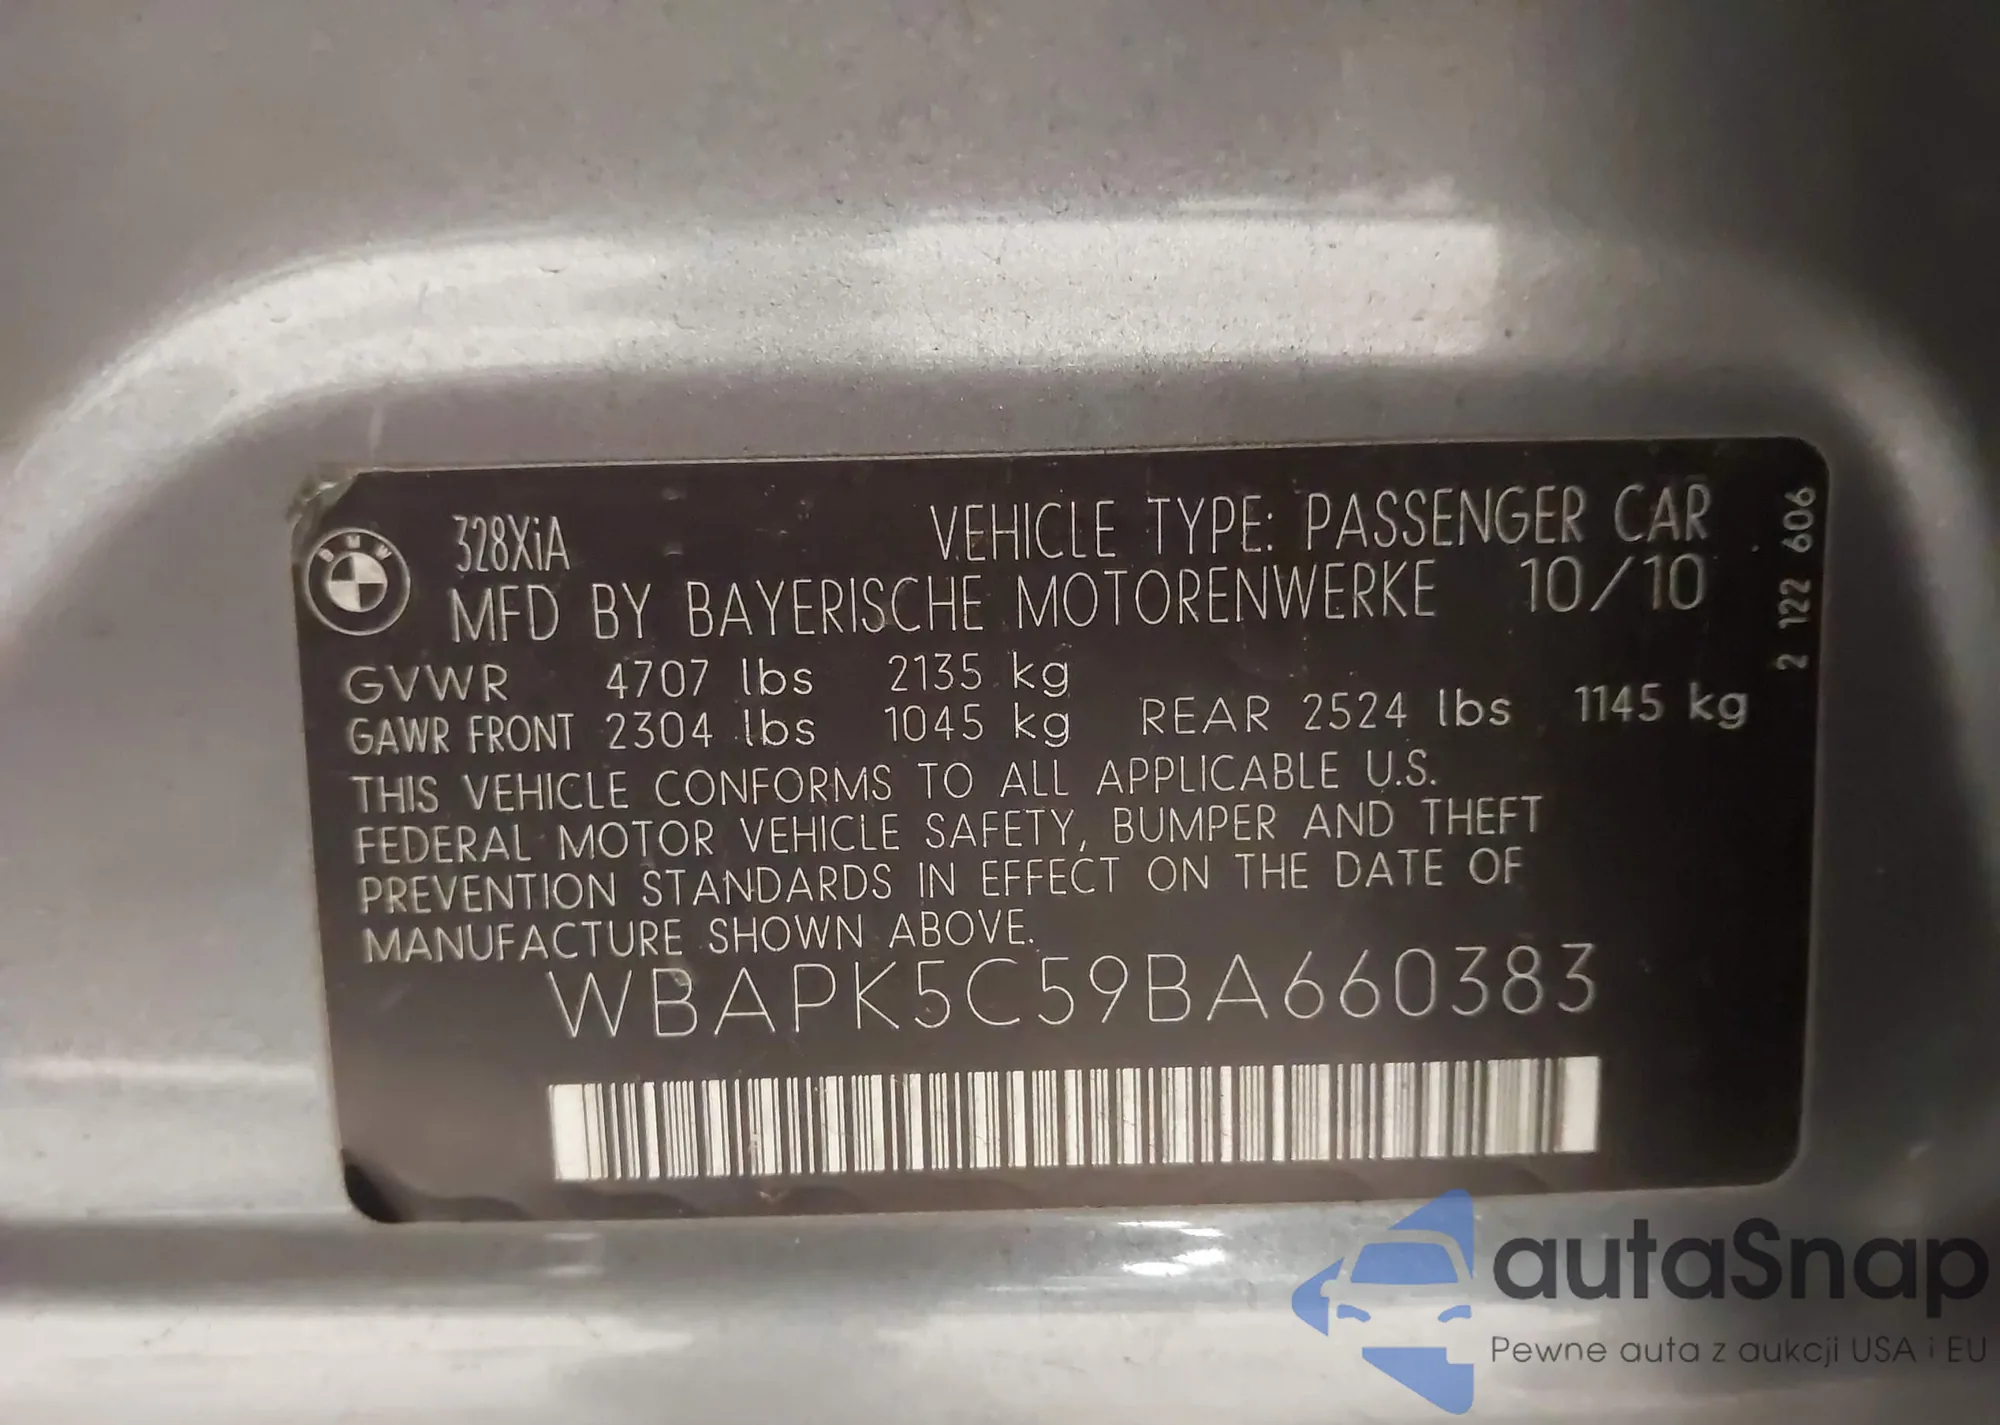 BMW
328XiA VEHICLE TYPE: PASSENGER CAR
MFD BY BAYERISCHE MOTORENWERKE 10/10
GVWR 4707 lbs 2135 kg
GAWR FRONT 2304 lbs 1045 kg REAR 2524 lbs 1145 kg
THIS VEHICLE CONFORMS TO ALL APPLICABLE U.S.
FEDERAL MOTOR VEHICLE SAFETY, BUMPER AND THEFT
PREVENTION STANDARDS IN EFFECT ON THE DATE OF
MANUFACTURE SHOWN ABOVE.
WBAPK5C59BA660383
2 122 606
autaSnap
Pewne auta z aukcji USA i EU